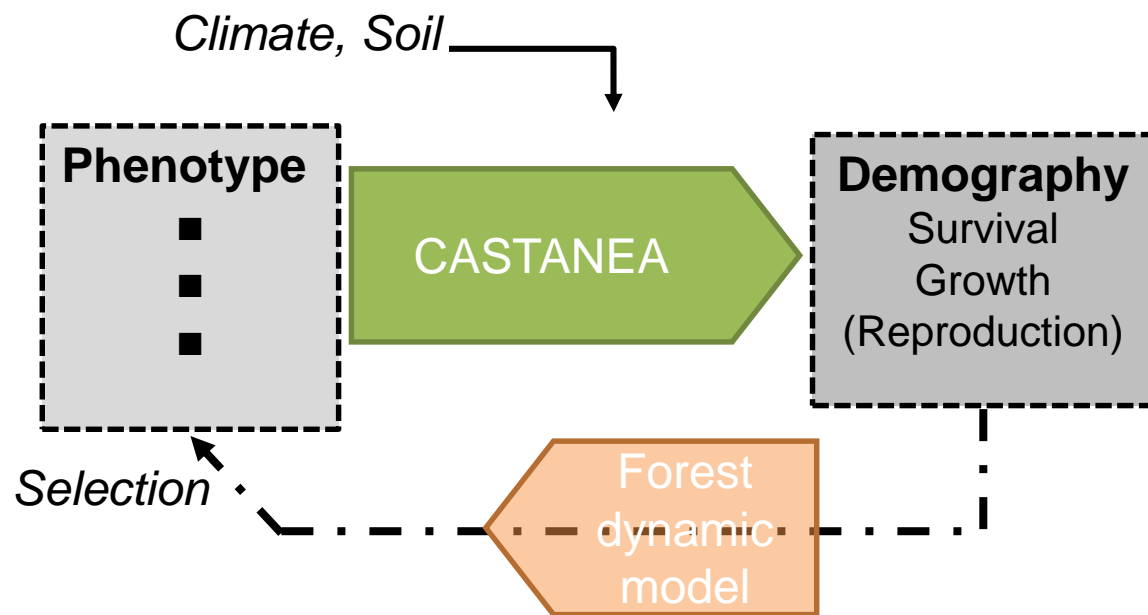 Climate, Soil
Phenotype
CASTANEA
Demography
Survival
Growth
(Reproduction)
Selection
Forest
dynamic
model